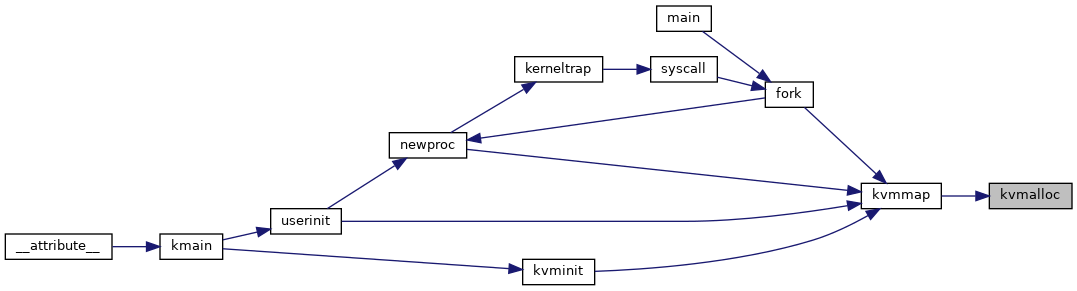 main
kerneltrap
syscall
fork
newproc
kvmmap
kvmalloc
userinit
__attribute__
kmain
kvminit